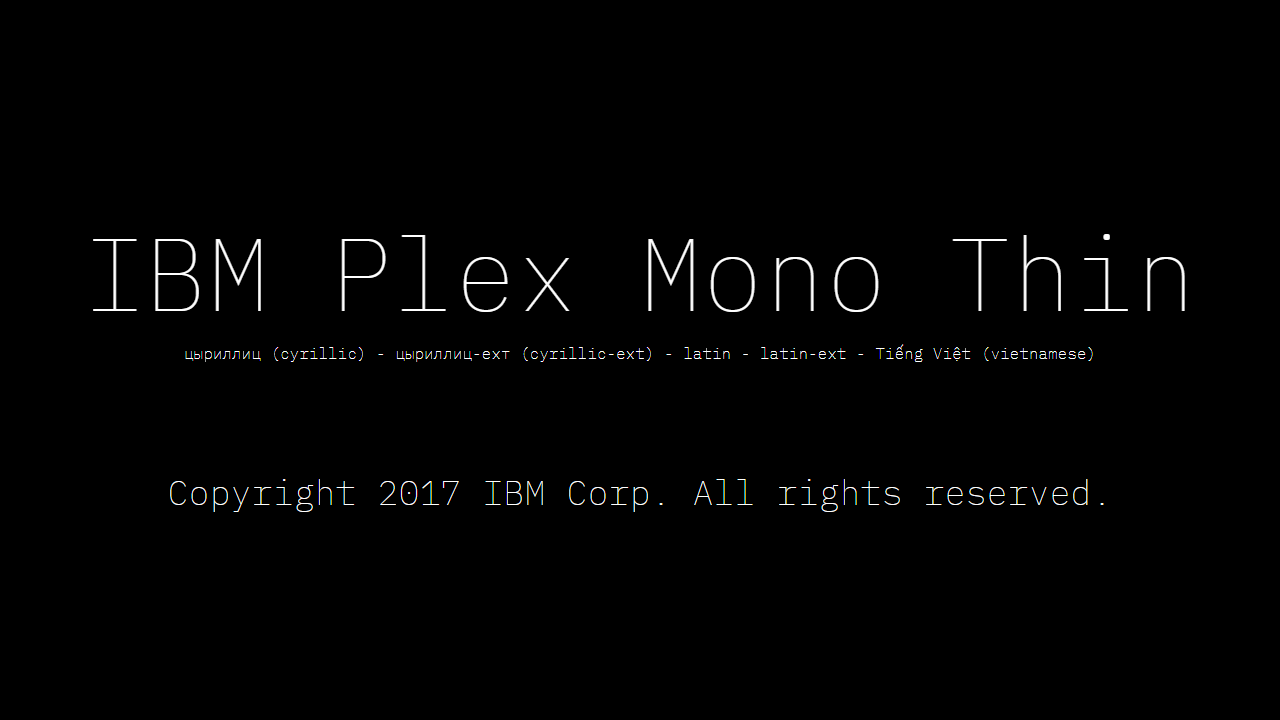 IBM Plex Mono Thin
цыриллиц (cyrillic) - цыриллиц-ехт (cyrillic-ext) - latin - latin-ext - Tiếng Việt (vietnamese)
Copyright 2017 IBM Corp. All rights reserved.